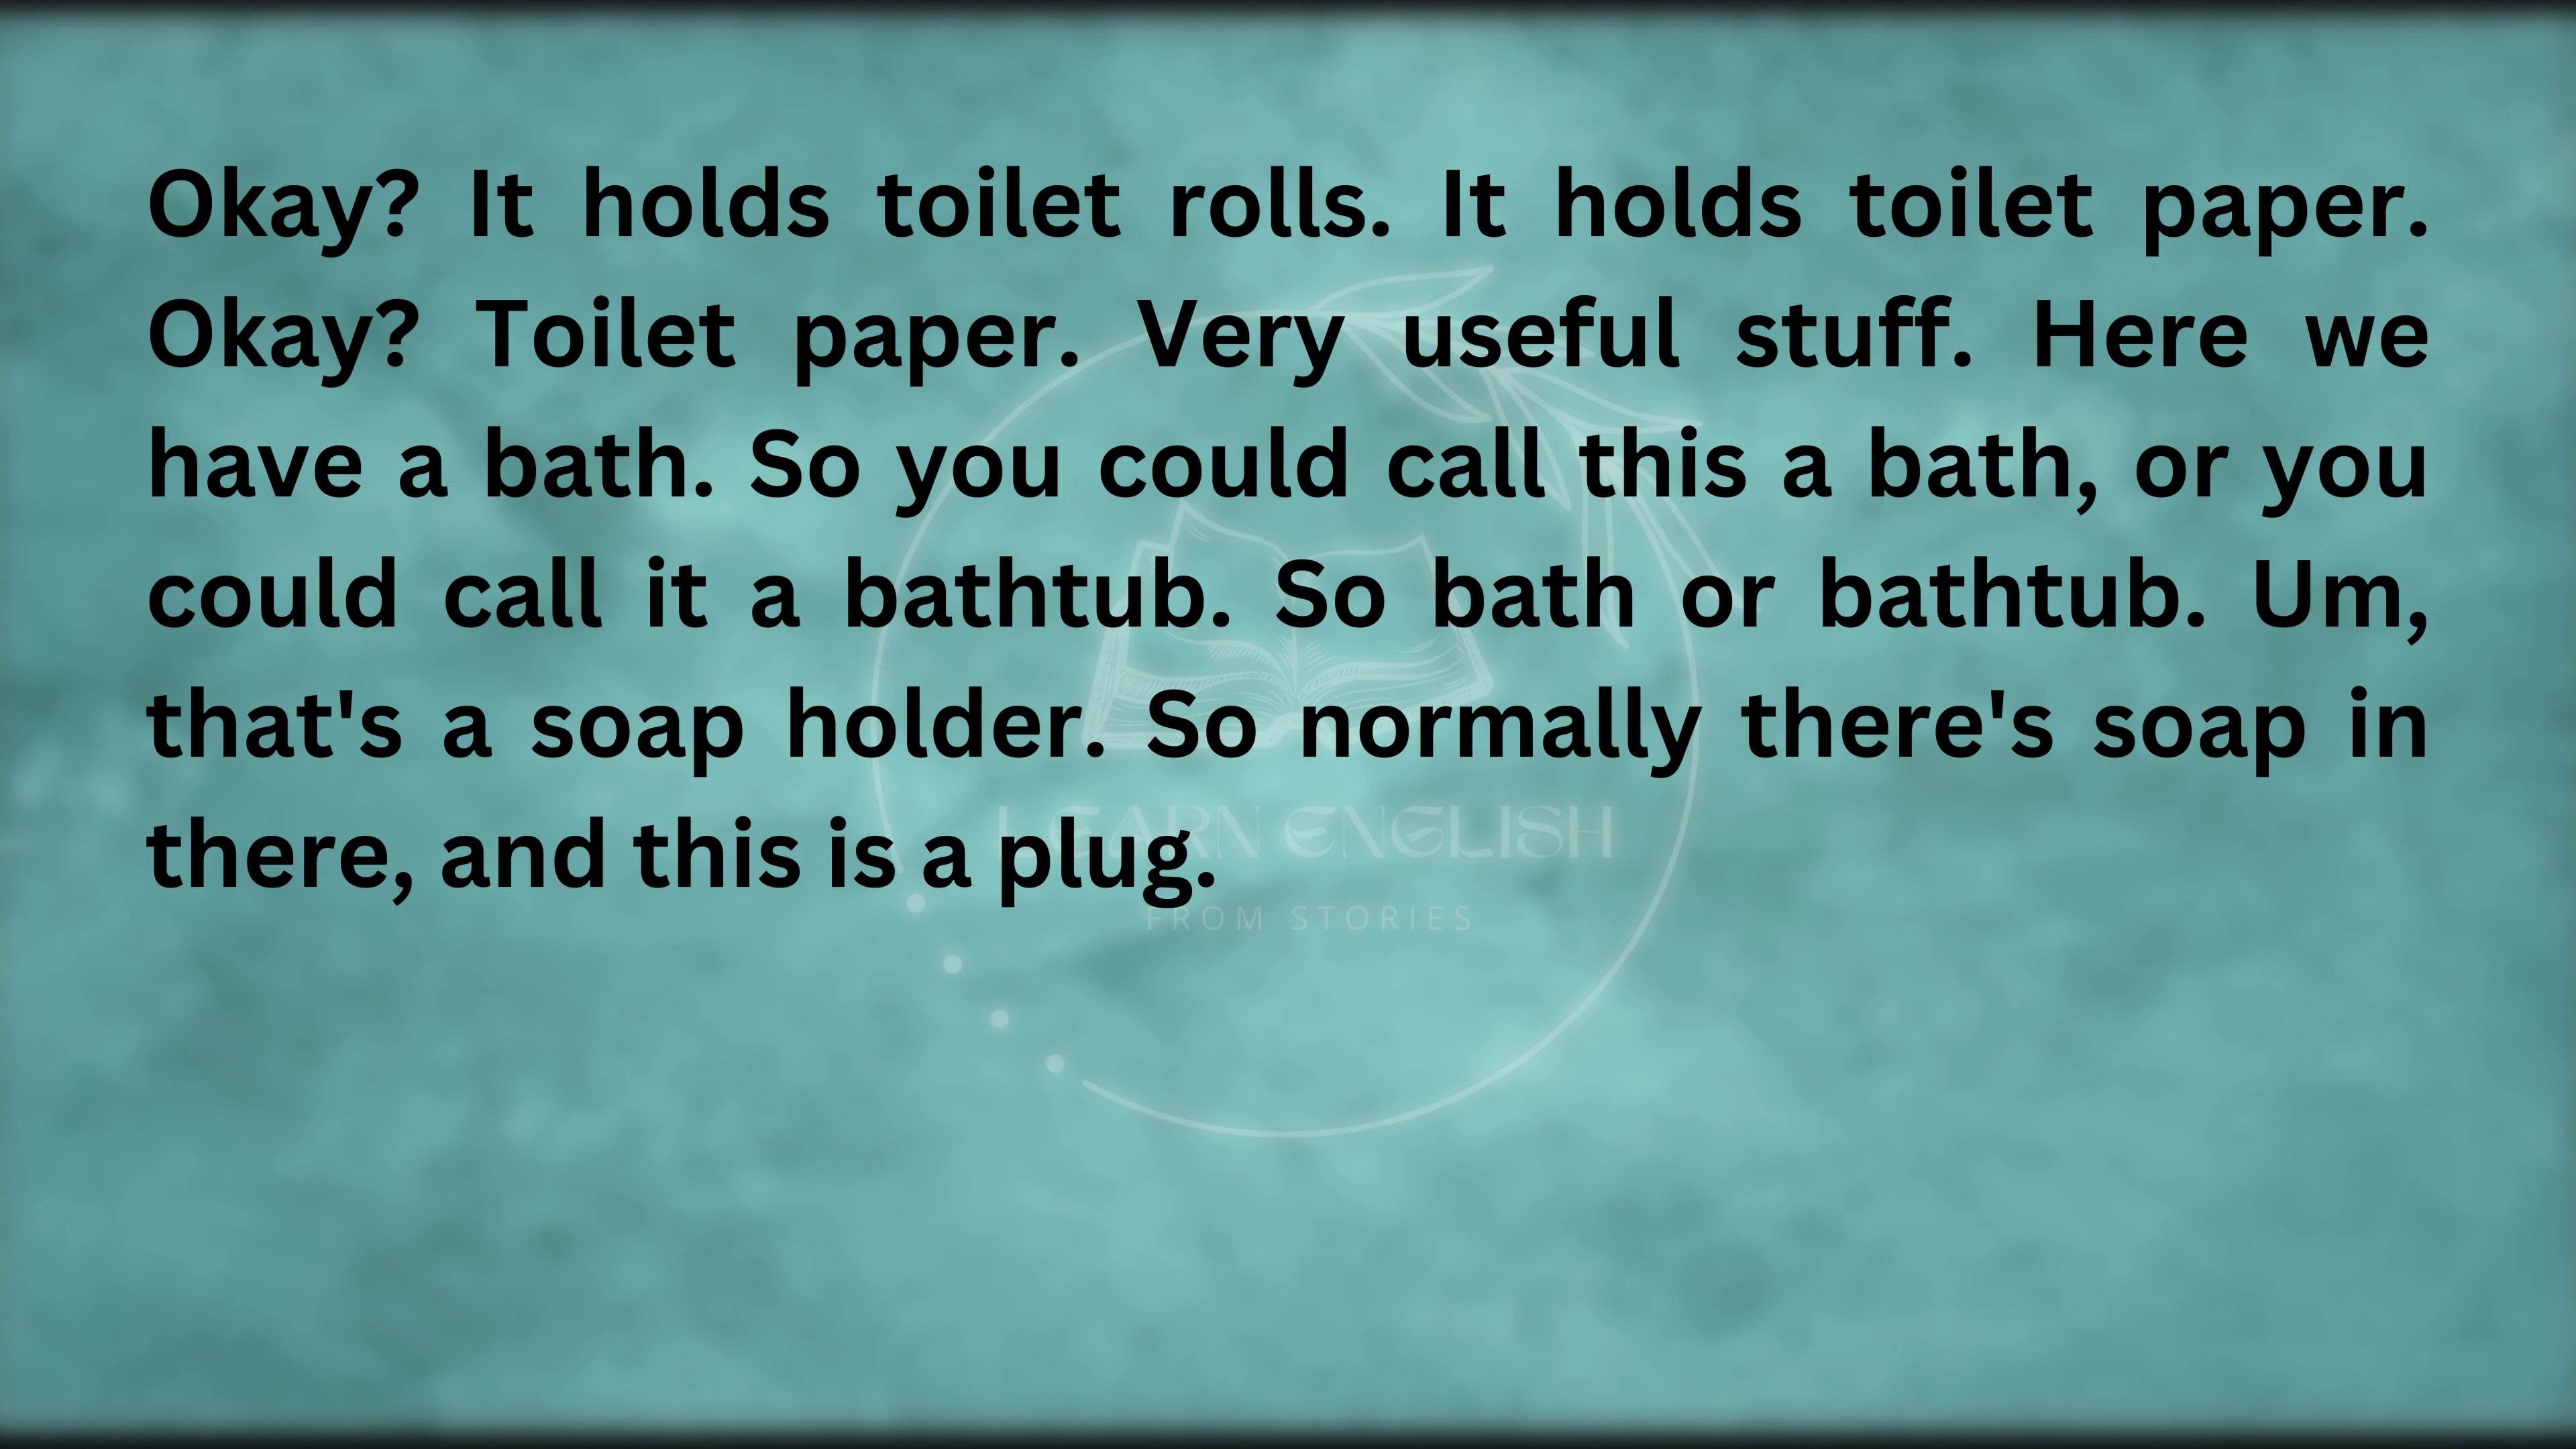 Okay? It holds toilet rolls. It holds toilet paper.
Okay? Toilet paper. Very useful stuff. Here we
have a bath. So you could call this a bath, or you
could call it a bathtub. So bath or bathtub. Um,
that's a soap holder. So normally there's soap in
there, and this is a plug.
LEARN ENGLISH
FROM STORIES